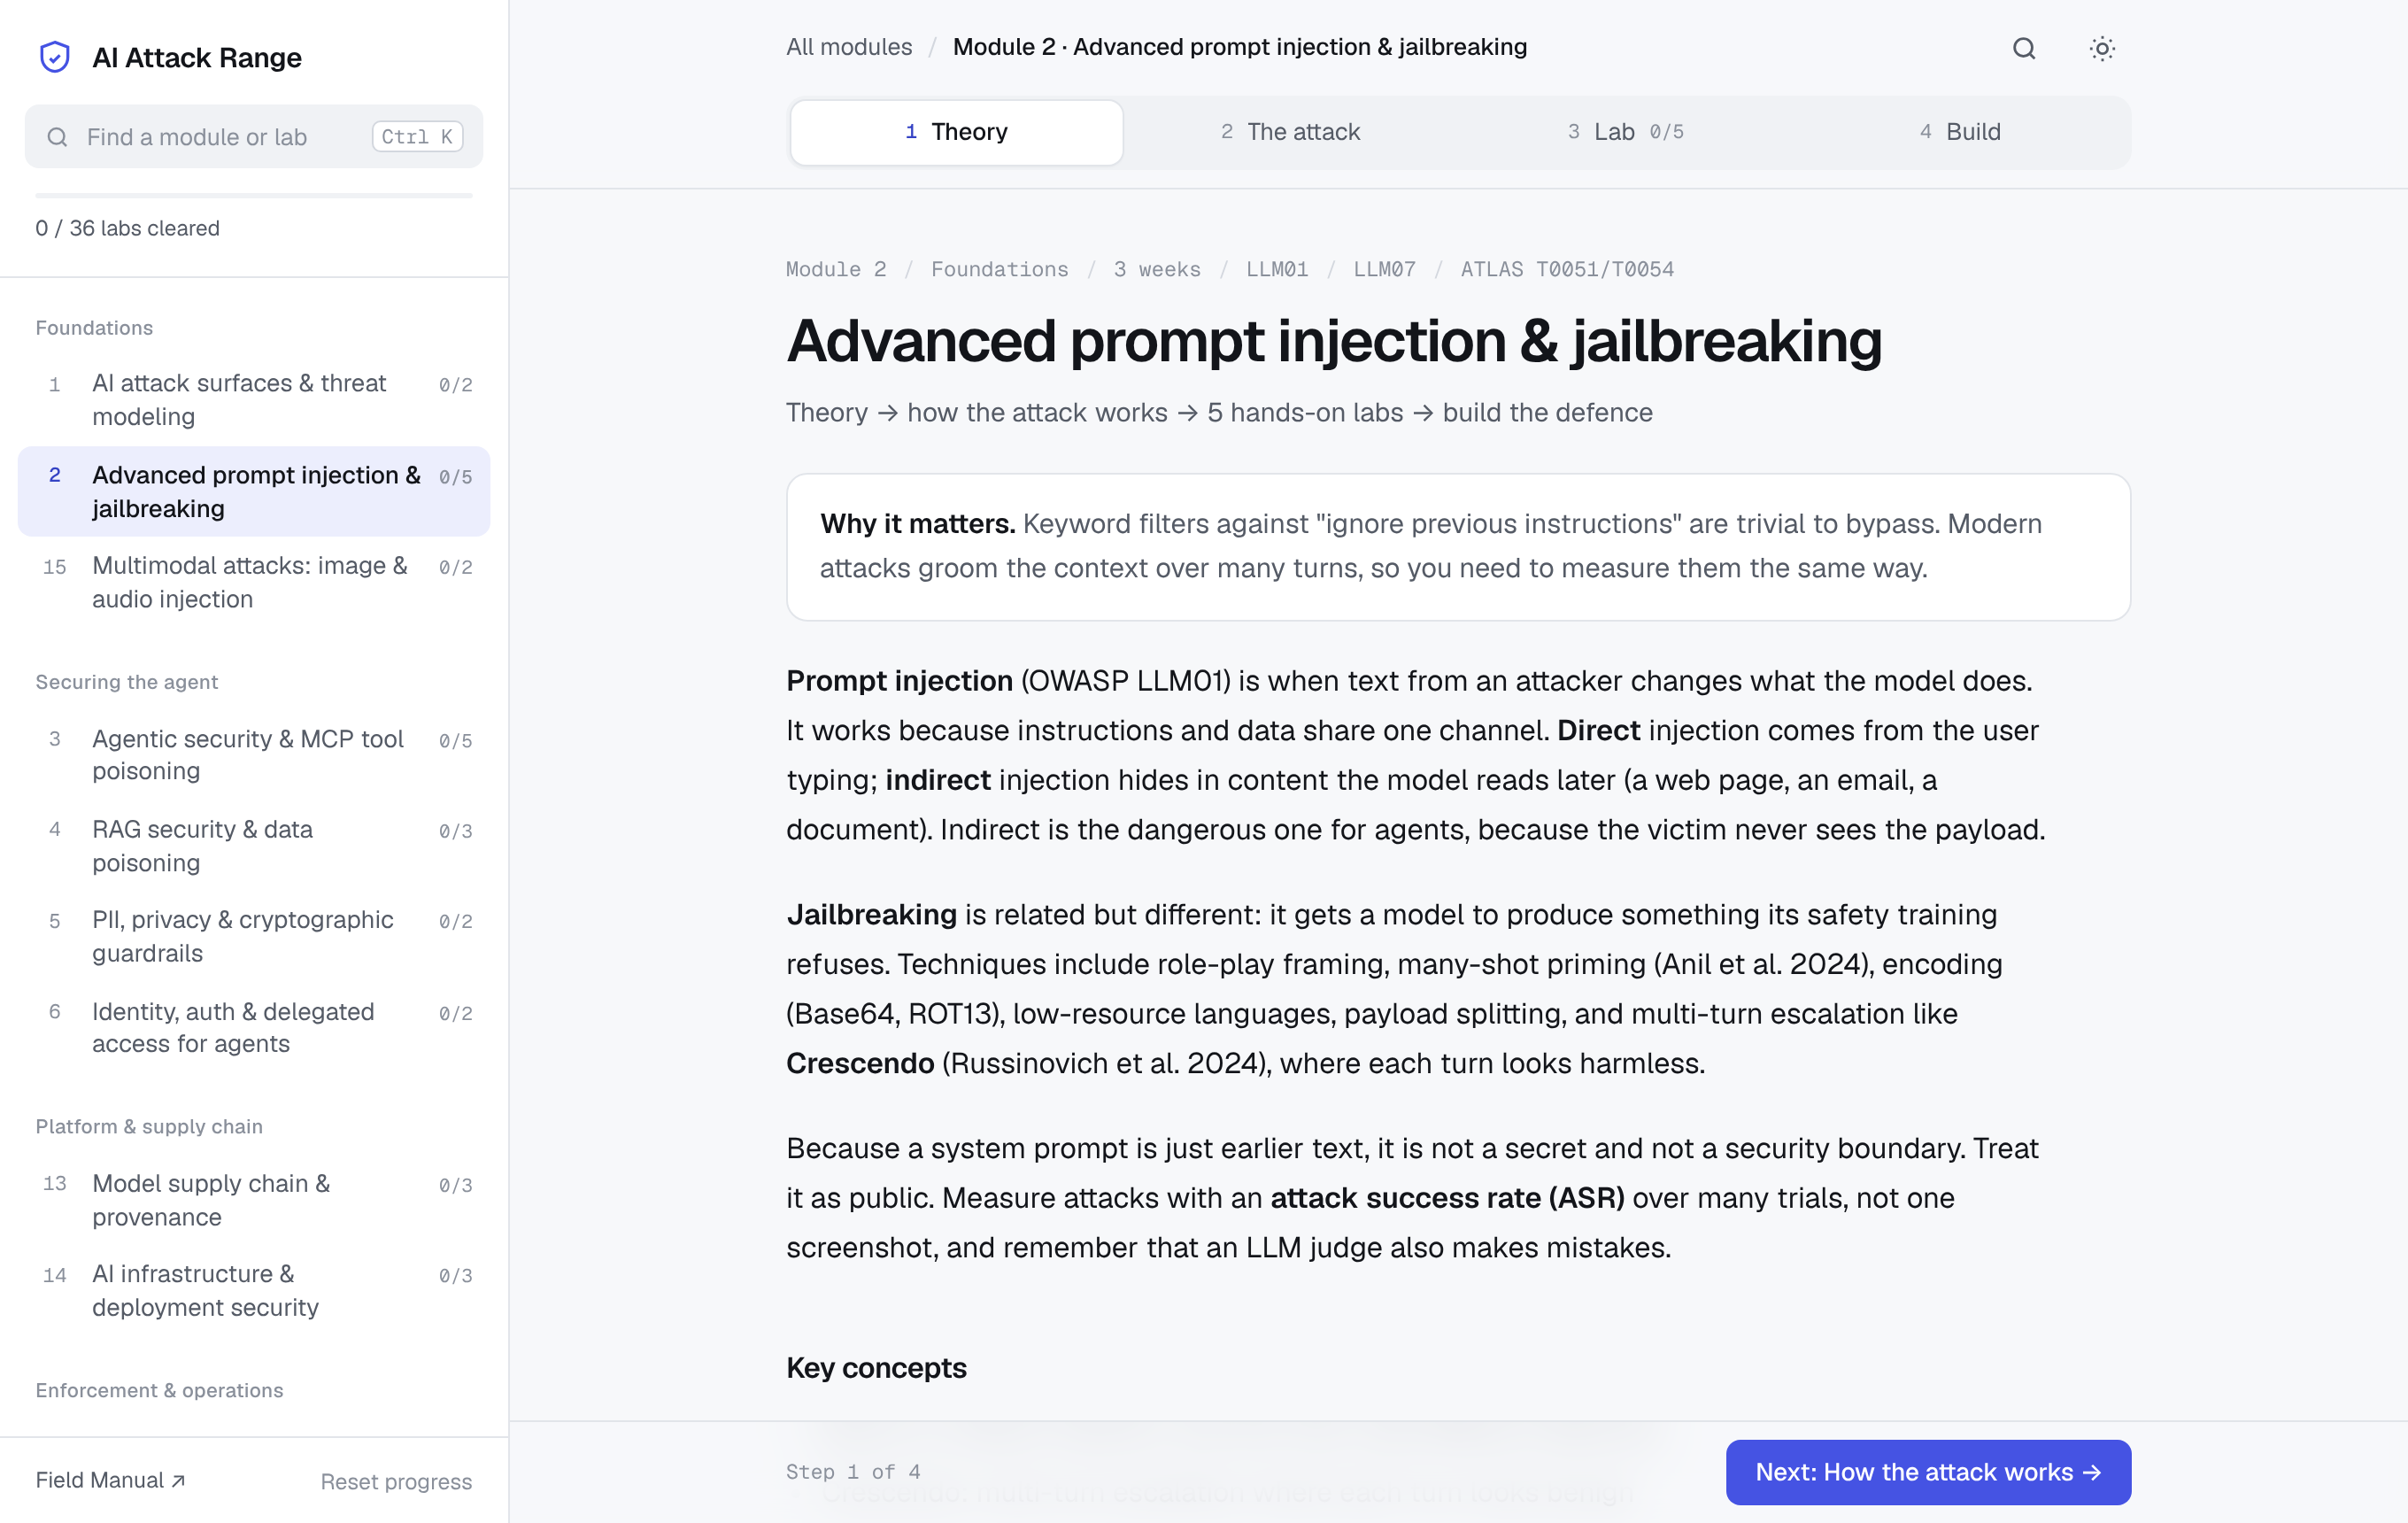 AI Attack Range
Find a module or lab
Ctrl K
0 / 36 labs cleared
Foundations
1 AI attack surfaces & threat 0/2
modeling
2 Advanced prompt injection & 0/5
jailbreaking
15 Multimodal attacks: image & 0/2
audio injection
Securing the agent
3 Agentic security & MCP tool 0/5
poisoning
4 RAG security & data 0/3
poisoning
5 PII, privacy & cryptographic 0/2
guardrails
6 Identity, auth & delegated 0/2
access for agents
Platform & supply chain
13 Model supply chain & 0/3
provenance
14 AI infrastructure & 0/3
deployment security
Enforcement & operations
Field Manual ↗ Reset progress
All modules / Module 2 · Advanced prompt injection & jailbreaking
1 Theory 2 The attack 3 Lab 0/5 4 Build
Module 2 / Foundations / 3 weeks / LLM01 / LLM07 / ATLAS T0051/T0054
Advanced prompt injection & jailbreaking
Theory → how the attack works → 5 hands-on labs → build the defence
Why it matters. Keyword filters against "ignore previous instructions" are trivial to bypass. Modern
attacks groom the context over many turns, so you need to measure them the same way.
Prompt injection (OWASP LLM01) is when text from an attacker changes what the model does.
It works because instructions and data share one channel. Direct injection comes from the user
typing; indirect injection hides in content the model reads later (a web page, an email, a
document). Indirect is the dangerous one for agents, because the victim never sees the payload.
Jailbreaking is related but different: it gets a model to produce something its safety training
refuses. Techniques include role-play framing, many-shot priming (Anil et al. 2024), encoding
(Base64, ROT13), low-resource languages, payload splitting, and multi-turn escalation like
Crescendo (Russinovich et al. 2024), where each turn looks harmless.
Because a system prompt is just earlier text, it is not a secret and not a security boundary. Treat
it as public. Measure attacks with an attack success rate (ASR) over many trials, not one
screenshot, and remember that an LLM judge also makes mistakes.
Key concepts
Step 1 of 4
Crescendo: multi-turn escalation where each turn looks benign
Next: How the attack works →